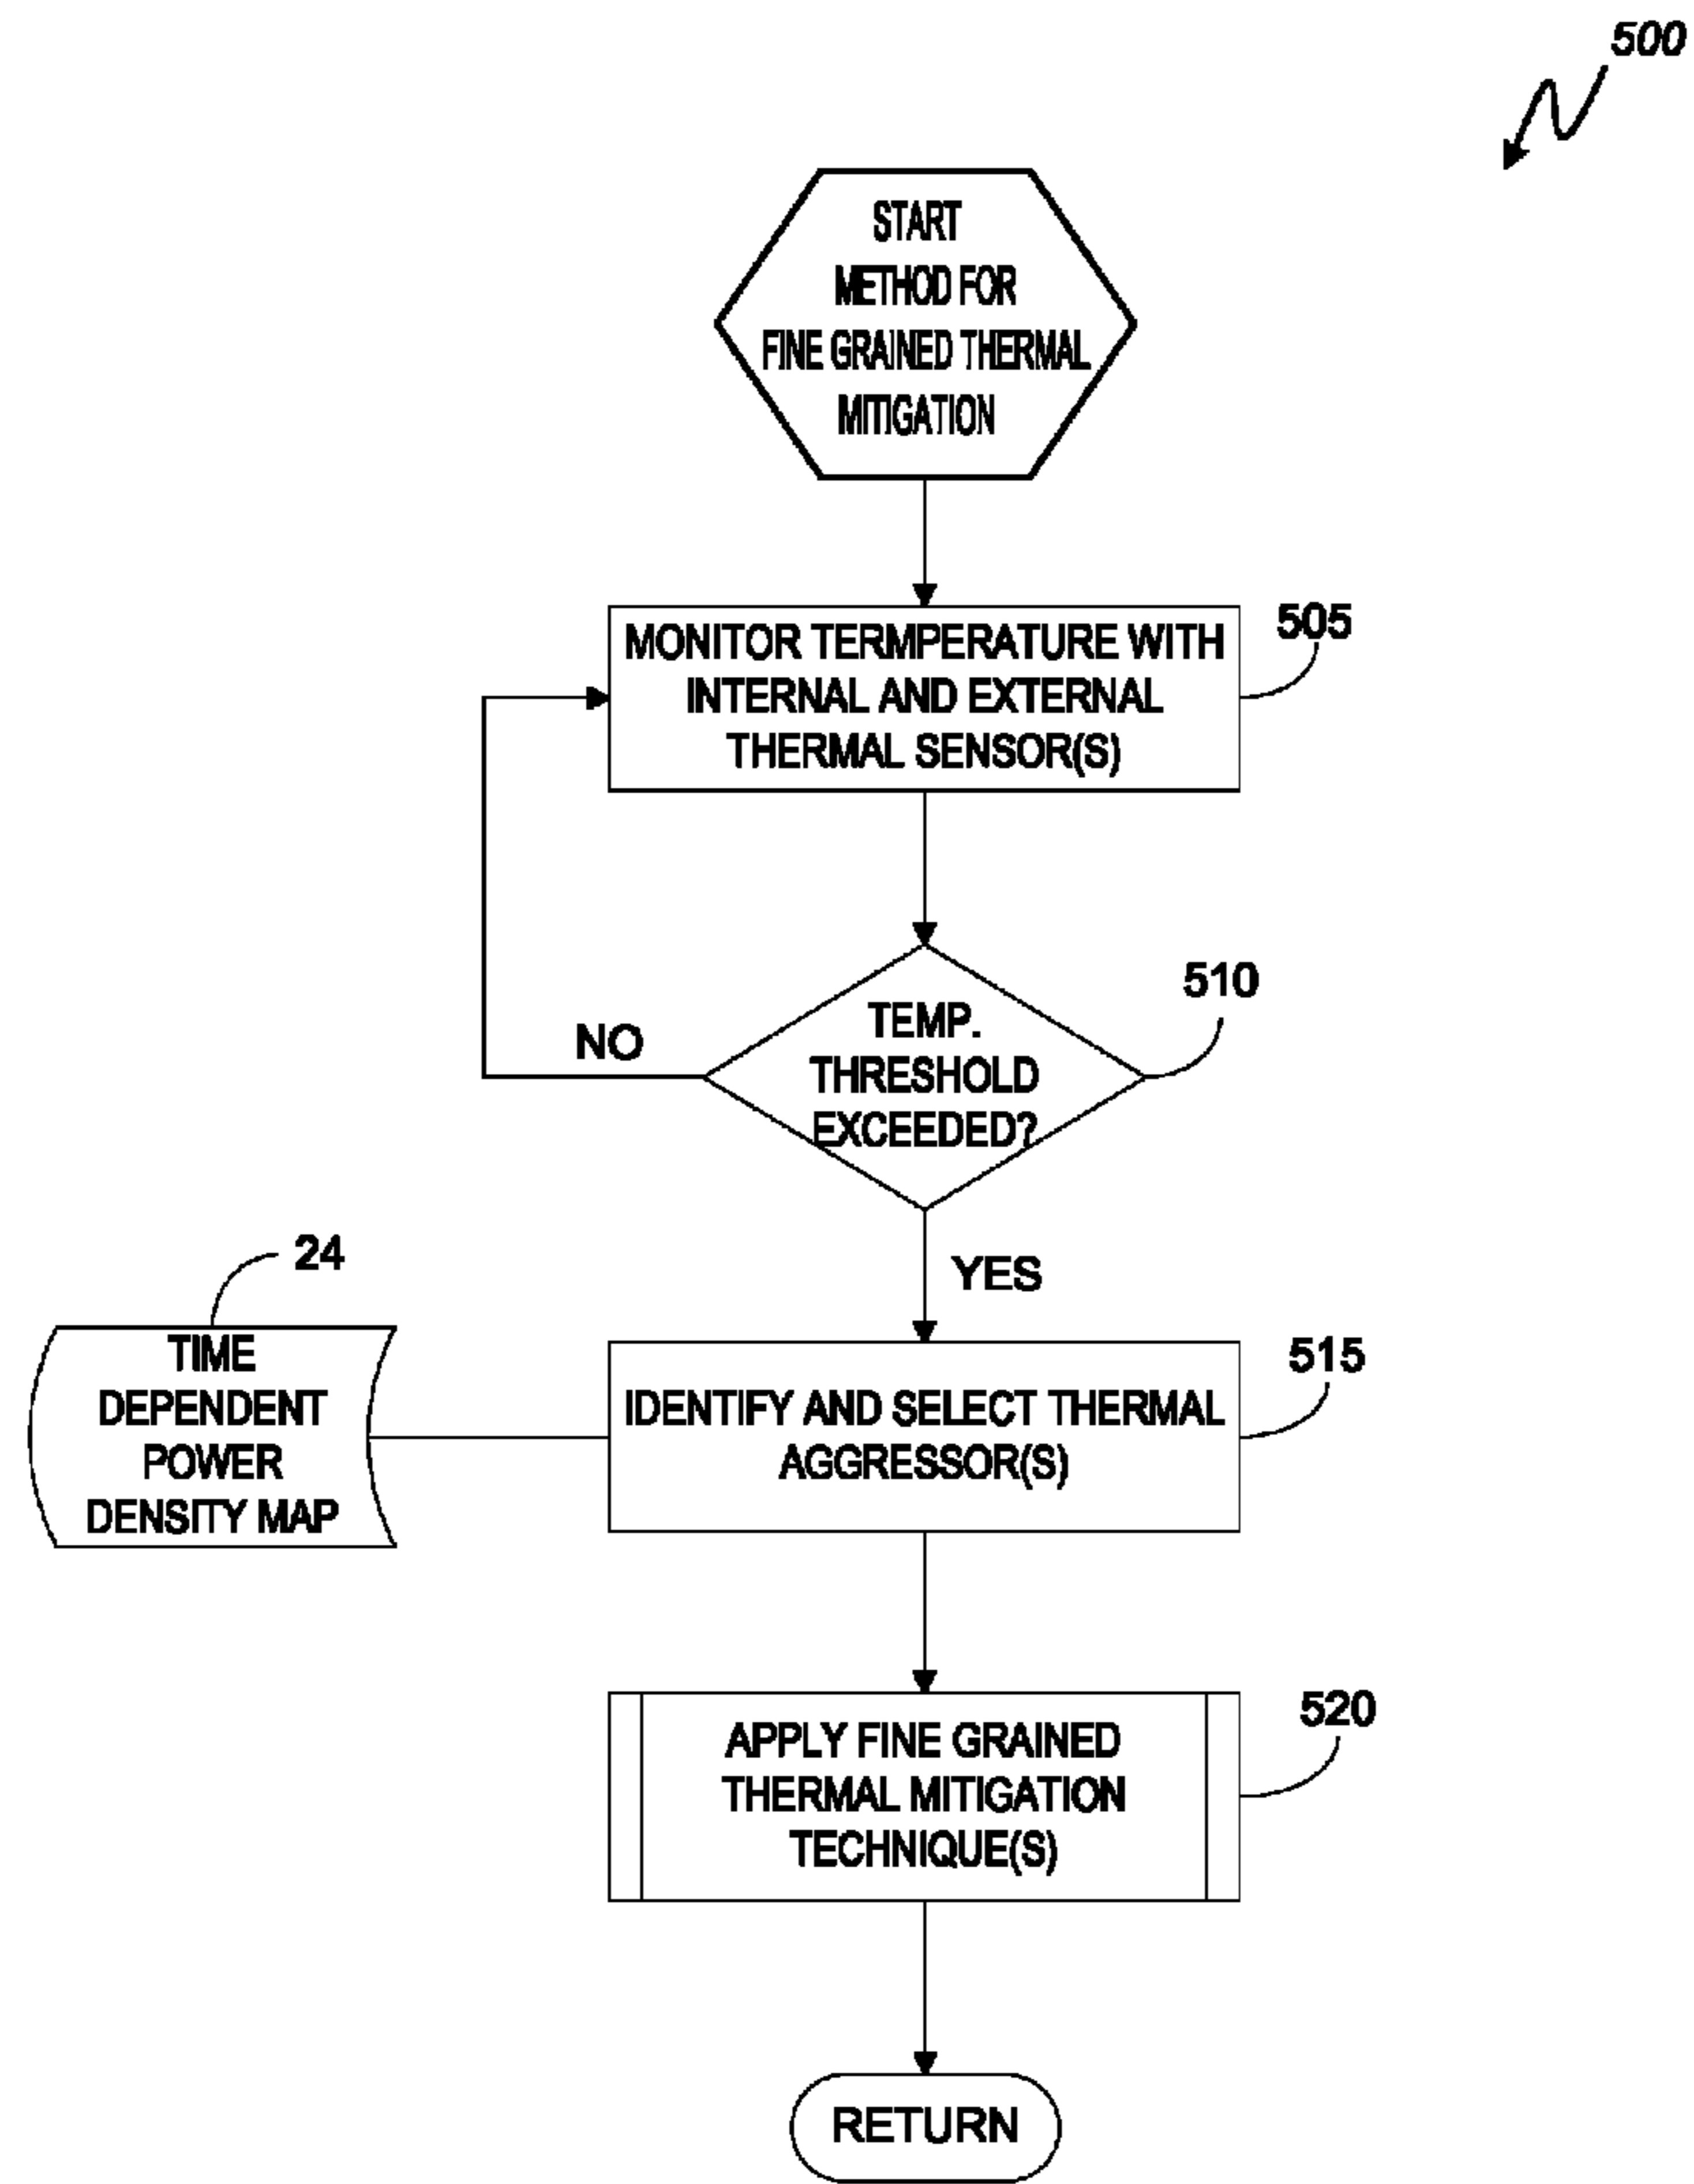 500
START
METHOD FOR
FINE GRAINED THERMAL
MITIGATION
MONITOR TERMPERATURE WITH
INTERNAL AND EXTERNAL
THERMAL SENSOR(S)
505
TEMP.
THRESHOLD
EXCEEDED?
510
NO
YES
24
TIME
DEPENDENT
POWER
DENSITY MAP
IDENTIFY AND SELECT THERMAL
AGGRESSOR(S)
515
APPLY FINE GRAINED
THERMAL MITIGATION
TECHNIQUE(S)
520
RETURN